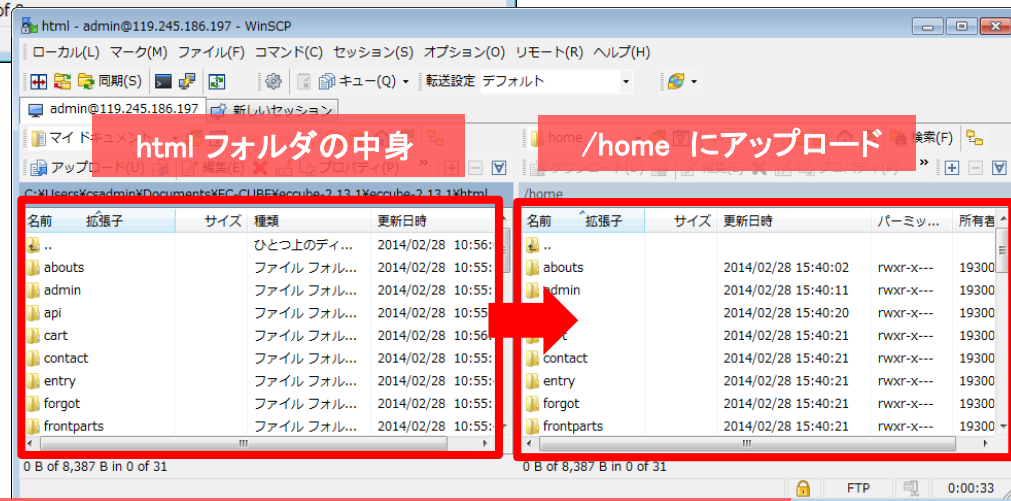 html - admin@119.245.186.197 - WinSCP
ローカル(L) マーク(M) ファイル(F) コマンド(C) セッション(S) オプション(O) リモート(R) ヘルプ(H)
同期(S) キュー(Q) 転送設定 デフォルト
admin@119.245.186.197 新しいセッション
マイ ドキュメント home 検索(F)
html フォルダの中身 /home にアップロード
アップロード(U) 編集(E) プロパティ(P)
C:¥Users¥csadmin¥Documents¥EC-CUBE¥eccube-2.13.1¥eccube-2.13.1¥html /home
名前 拡張子 サイズ 種類 更新日時 名前 拡張子 サイズ 更新日時 パーミッ... 所有者
.. ひとつ上のディ... 2014/02/28 10:56: ..
abouts ファイル フォル... 2014/02/28 10:55: abouts 2014/02/28 15:40:02 rwxr-x--- 19300
admin ファイル フォル... 2014/02/28 10:55: admin 2014/02/28 15:40:11 rwxr-x--- 19300
api ファイル フォル... 2014/02/28 10:55 2014/02/28 15:40:20 rwxr-x--- 19300
cart ファイル フォル... 2014/02/28 10:56 2014/02/28 15:40:21 rwxr-x--- 19300
contact ファイル フォル... 2014/02/28 10:55: contact 2014/02/28 15:40:21 rwxr-x--- 19300
entry ファイル フォル... 2014/02/28 10:55: entry 2014/02/28 15:40:21 rwxr-x--- 19300
forgot ファイル フォル... 2014/02/28 10:55: forgot 2014/02/28 15:40:21 rwxr-x--- 19300
frontparts ファイル フォル... 2014/02/28 10:55: frontparts 2014/02/28 15:40:21 rwxr-x--- 19300
0 B of 8,387 B in 0 of 31 0 B of 8,387 B in 0 of 31
FTP 0:00:33